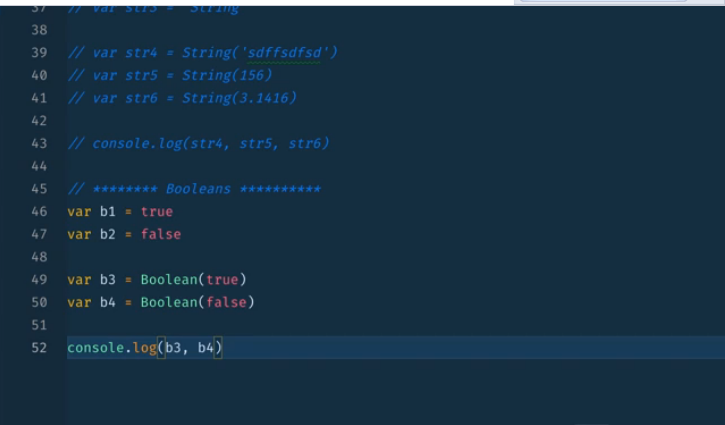 37 // var str3 = `String`
38
39 // var str4 = String('sdffsdfsd')
40 // var str5 = String(156)
41 // var str6 = String(3.1416)
42
43 // console.log(str4, str5, str6)
44
45 // ******** Booleans **********
46 var b1 = true
47 var b2 = false
48
49 var b3 = Boolean(true)
50 var b4 = Boolean(false)
51
52 console.log(b3, b4)